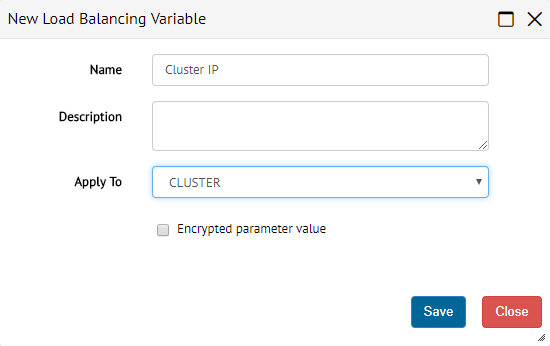 New Load Balancing Variable
Name
Cluster IP
Description
Apply To
CLUSTER
Encrypted parameter value
Save
Close